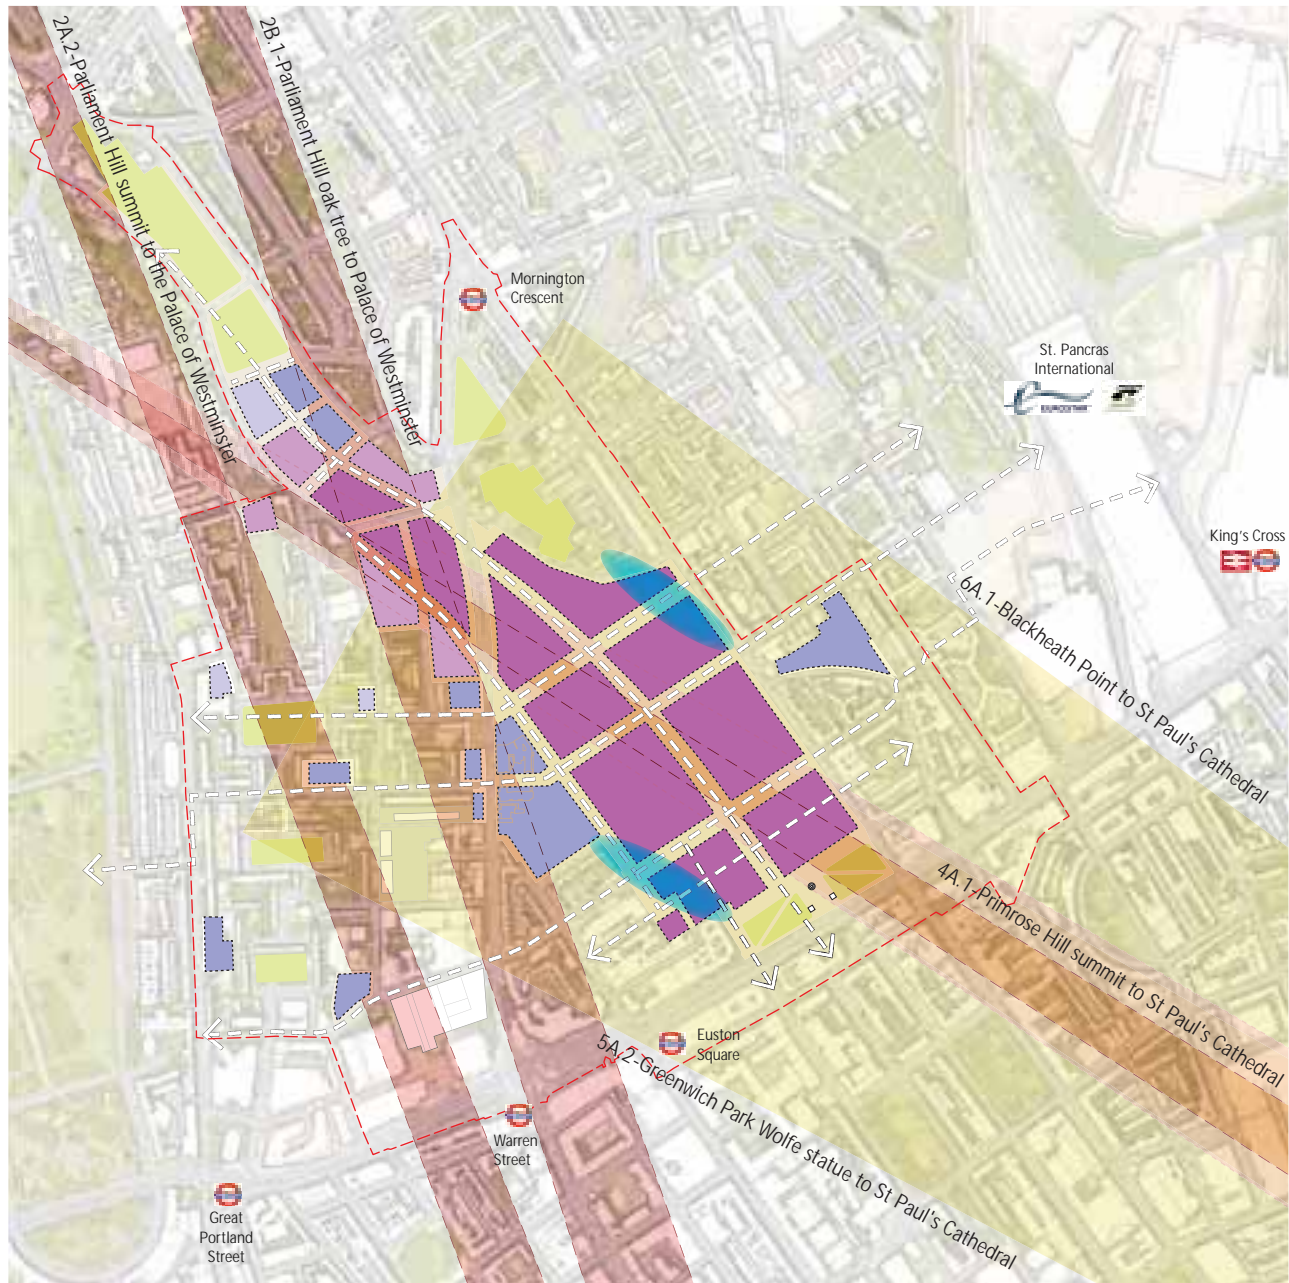 2A.2-Parliament Hill summit to the Palace of Westminster
2B.1-Parliament Hill oak tree to Palace of Westminster
Mornington
Crescent
St. Pancras
International
EUROSTAR
King's Cross
6A.1-Blackheath Point to St Paul's Cathedral
4A.1-Primrose Hill summit to St Paul's Cathedral
5A.2-Greenwich Park Wolfe statue to St Paul's Cathedral
Euston
Square
Warren
Street
Great
Portland
Street